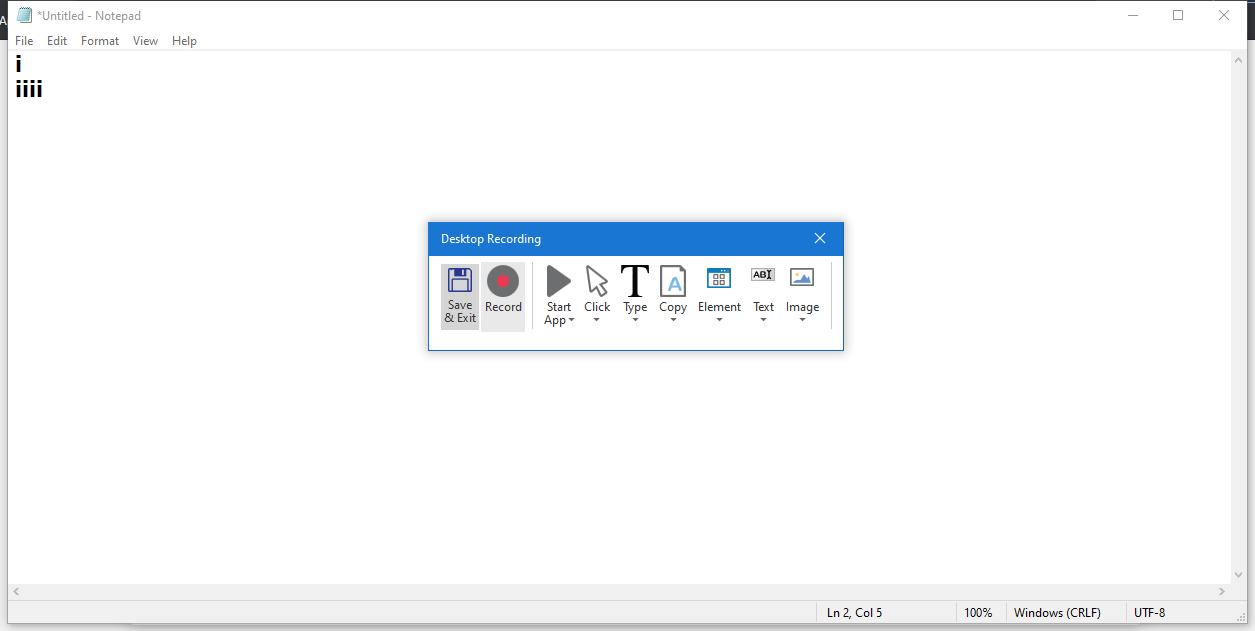 *Untitled - Notepad
File Edit Format View Help
i
iiii
Desktop Recording
Save & Exit
Record
Start App
Click
Type
Copy
Element
Text
Image
Ln 2, Col 5
100%
Windows (CRLF)
UTF-8